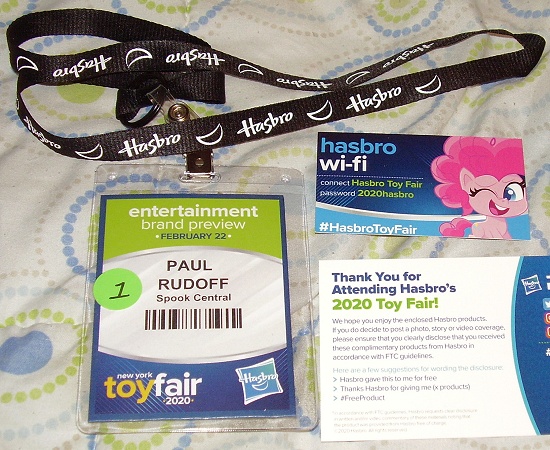 Hasbro
Hasbro
Hasbro
Hasbro
Hasbro
Hasbro
entertainment
brand preview
•FEBRUARY 22•
PAUL
RUDOFF
Spook Central
1
new york
toyfair
•2020•
Hasbro
hasbro
wi-fi
connect Hasbro Toy Fair
password 2020hasbro
#HasbroToyFair
Thank You for
Attending Hasbro's
2020 Toy Fair!
We hope you enjoy the enclosed Hasbro products.
If you do decide to post a photo, story or video coverage,
please ensure that you clearly disclose that you received
these complimentary products from Hasbro in
accordance with FTC guidelines.
Here are a few suggestions for wording the disclosure:
> Hasbro gave this to me for free
> Thanks Hasbro for giving me (x products)
> #FreeProduct
Hasbro